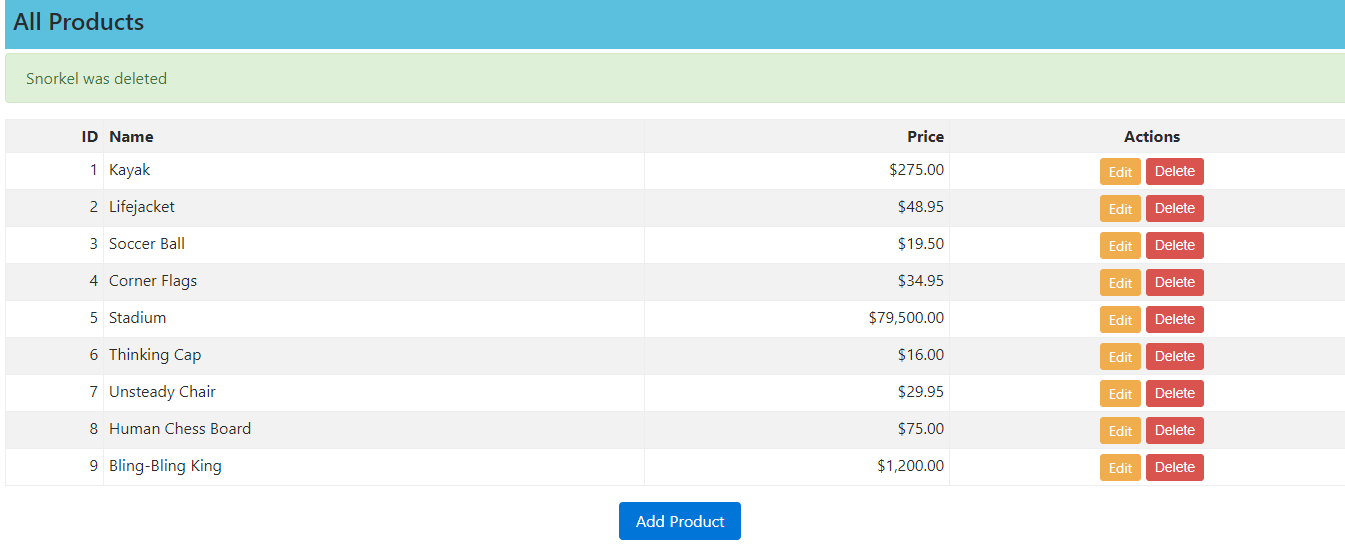 All Products
Snorkel was deleted
ID Name Price Actions
1 Kayak $275.00 Edit Delete
2 Lifejacket $48.95 Edit Delete
3 Soccer Ball $19.50 Edit Delete
4 Corner Flags $34.95 Edit Delete
5 Stadium $79,500.00 Edit Delete
6 Thinking Cap $16.00 Edit Delete
7 Unsteady Chair $29.95 Edit Delete
8 Human Chess Board $75.00 Edit Delete
9 Bling-Bling King $1,200.00 Edit Delete
Add Product